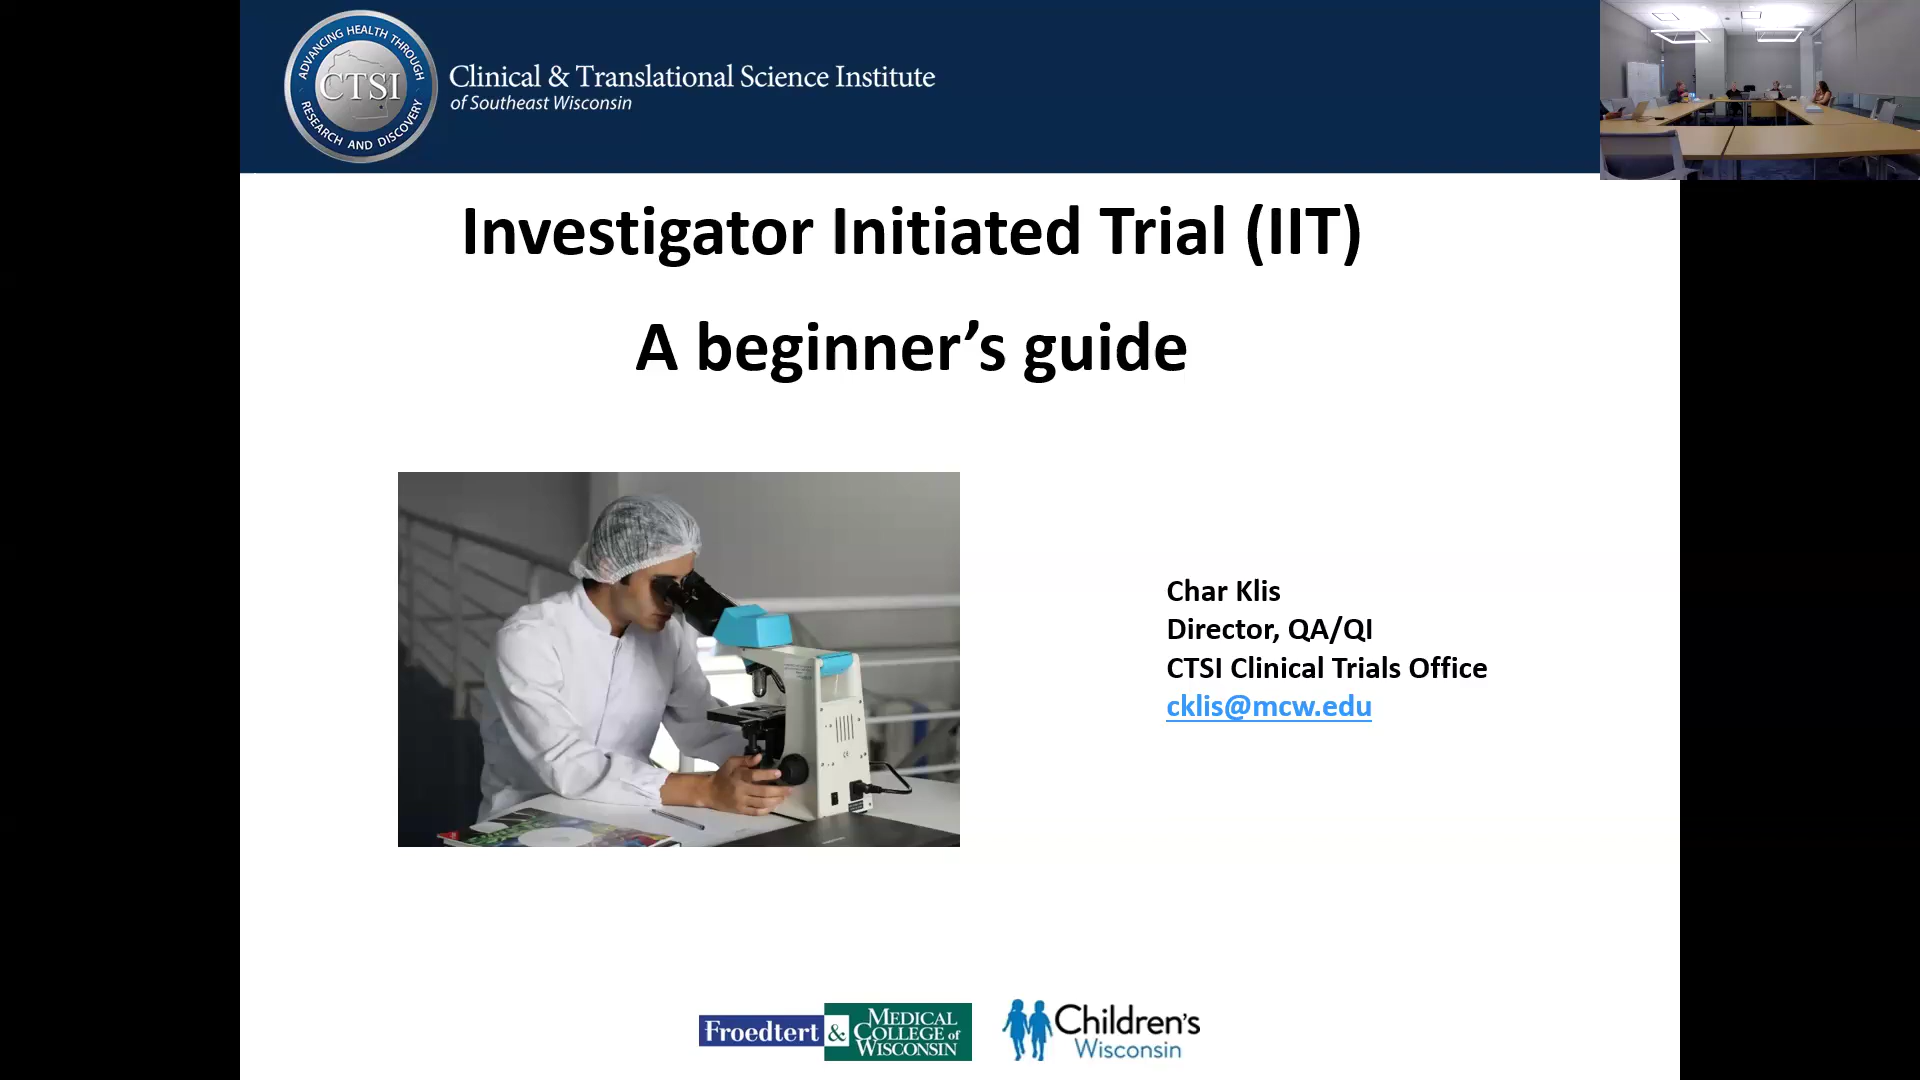 ADVANCING HEALTH THROUGH
CTSI
RESEARCH AND DISCOVERY
Clinical & Translational Science Institute
of Southeast Wisconsin
Investigator Initiated Trial (IIT)
A beginner’s guide
Char Klis
Director, QA/QI
CTSI Clinical Trials Office
cklis@mcw.edu
Froedtert &
MEDICAL
COLLEGE of
WISCONSIN
Children's
Wisconsin